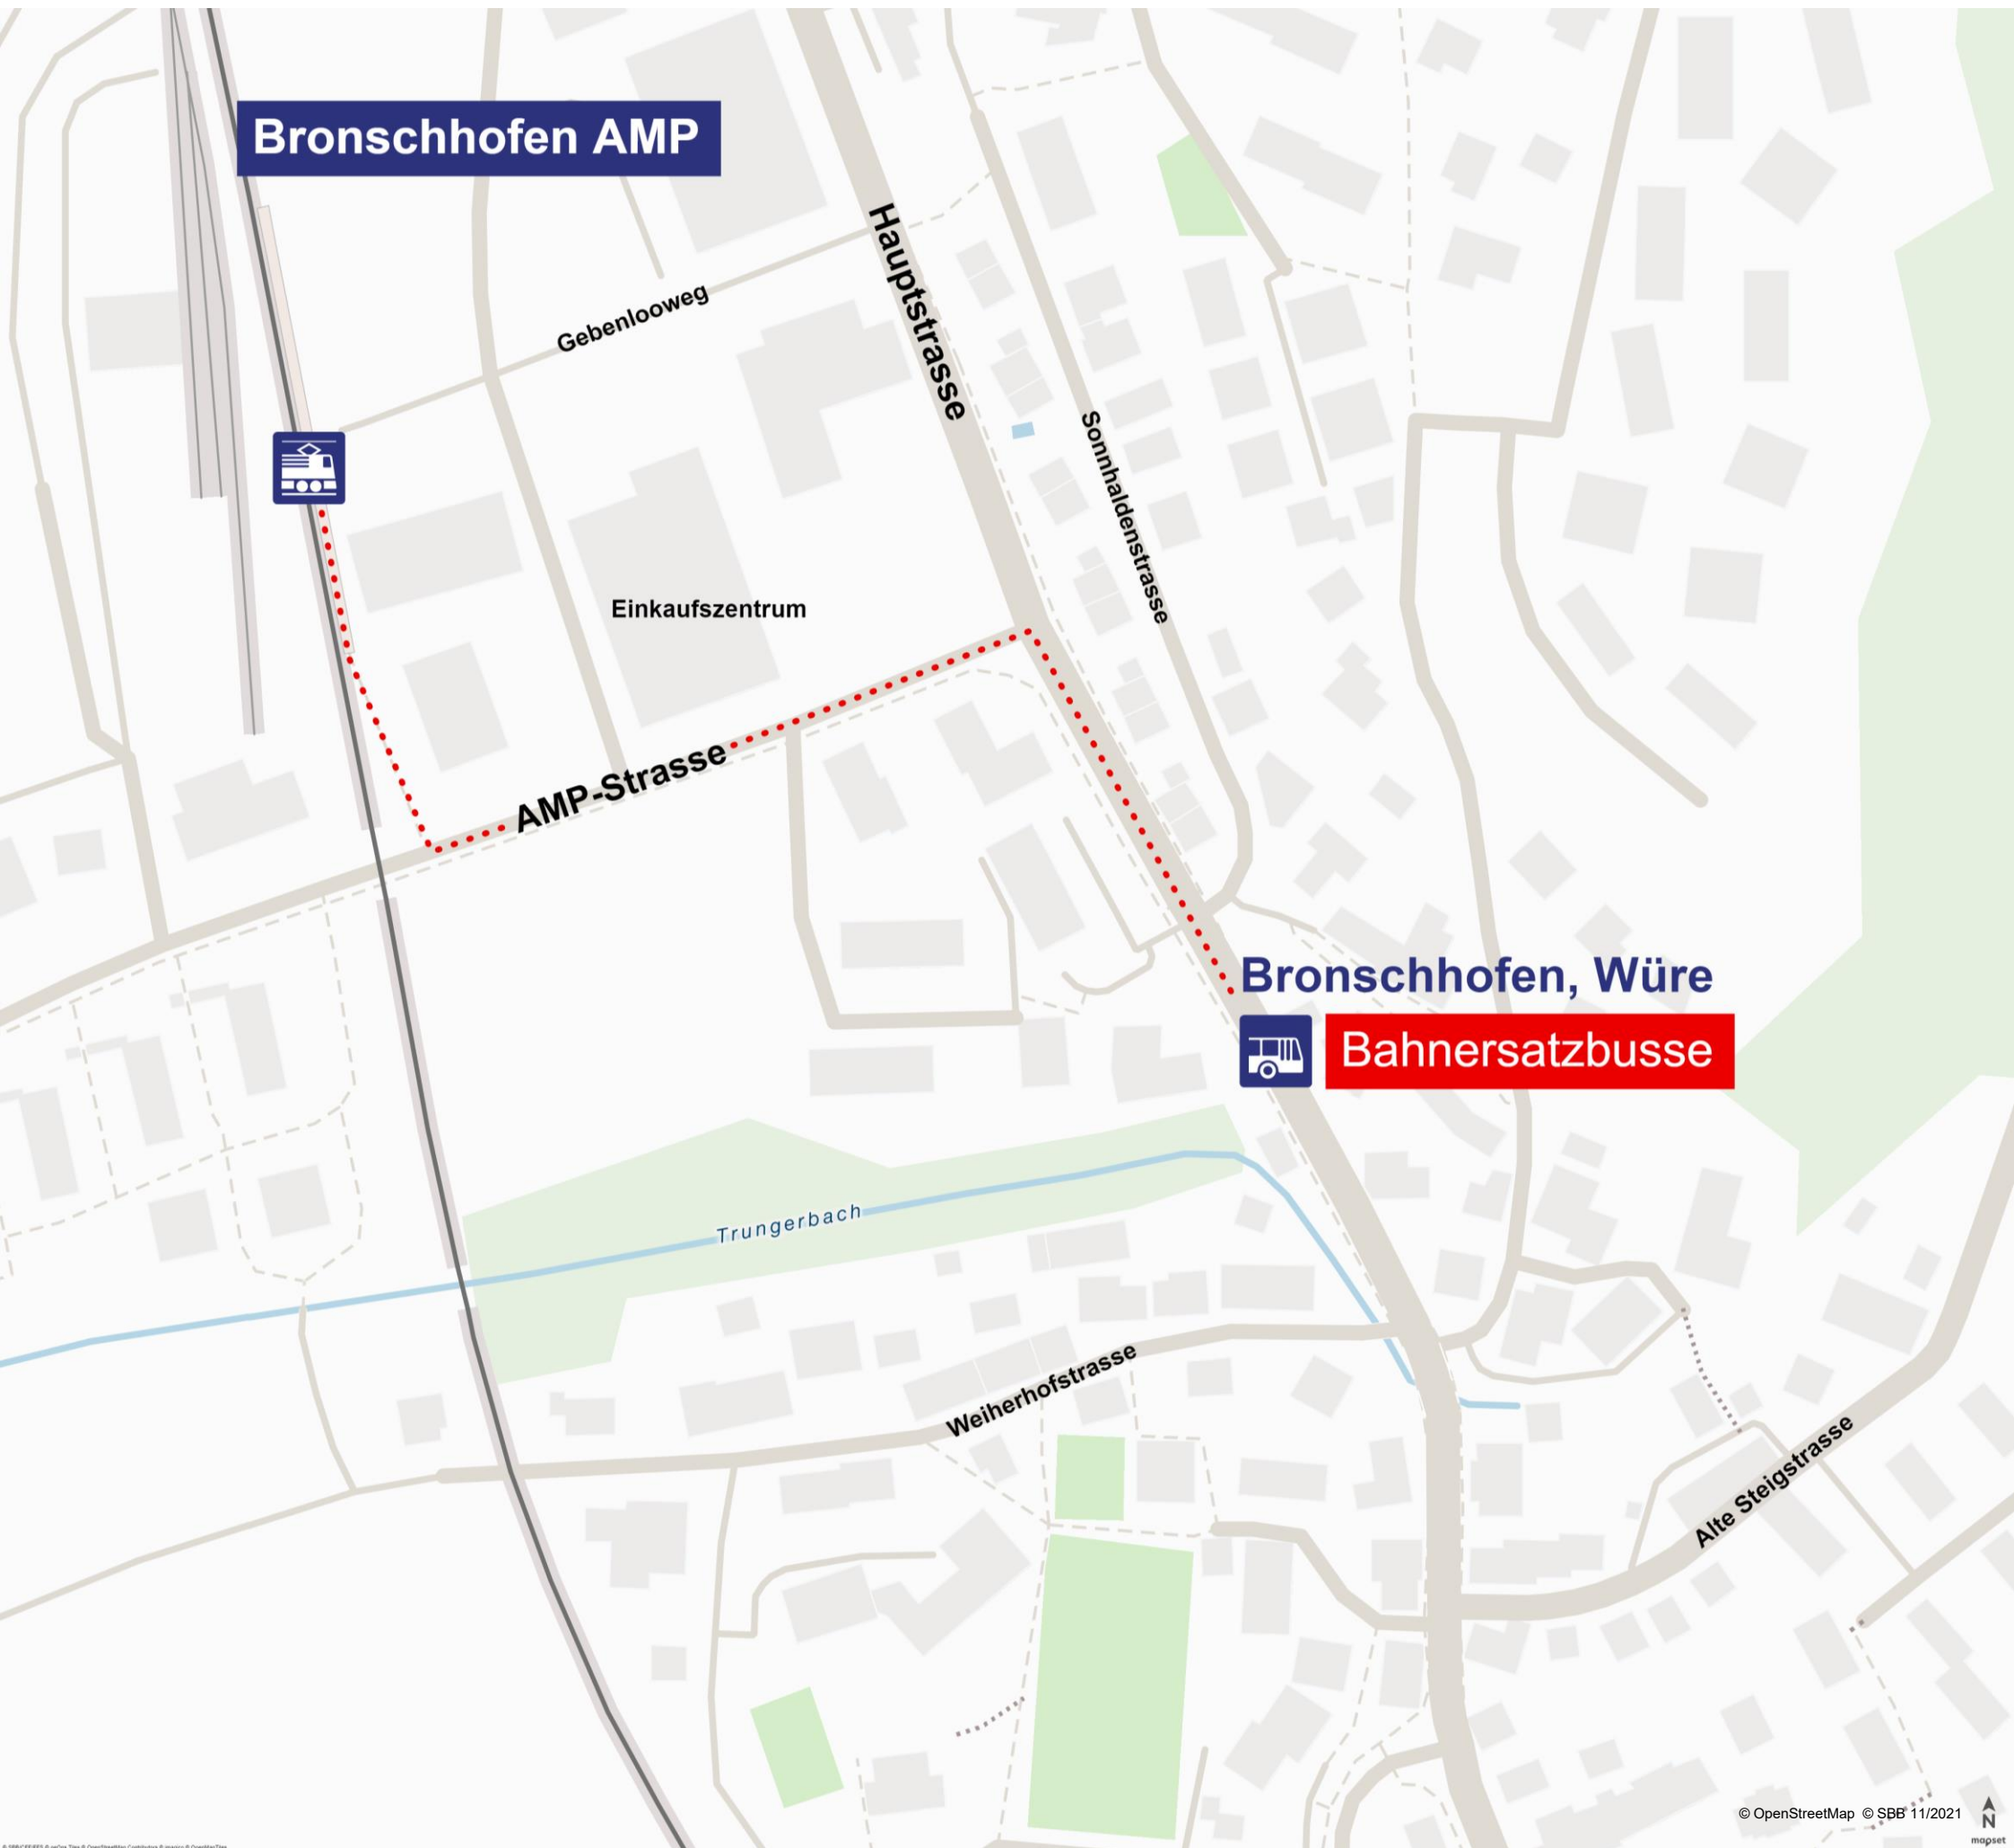 Bronschhofen AMP
Hauptstrasse
Gebenlooweg
Sonnhaldenstrasse
Einkaufszentrum
AMP-Strasse
Bronschhofen, Würe
Bahnersatzbusse
Trungerbach
Weiherhofstrasse
Alte Steigstrasse
© OpenStreetMap © SBB 11/2021
N
mapset